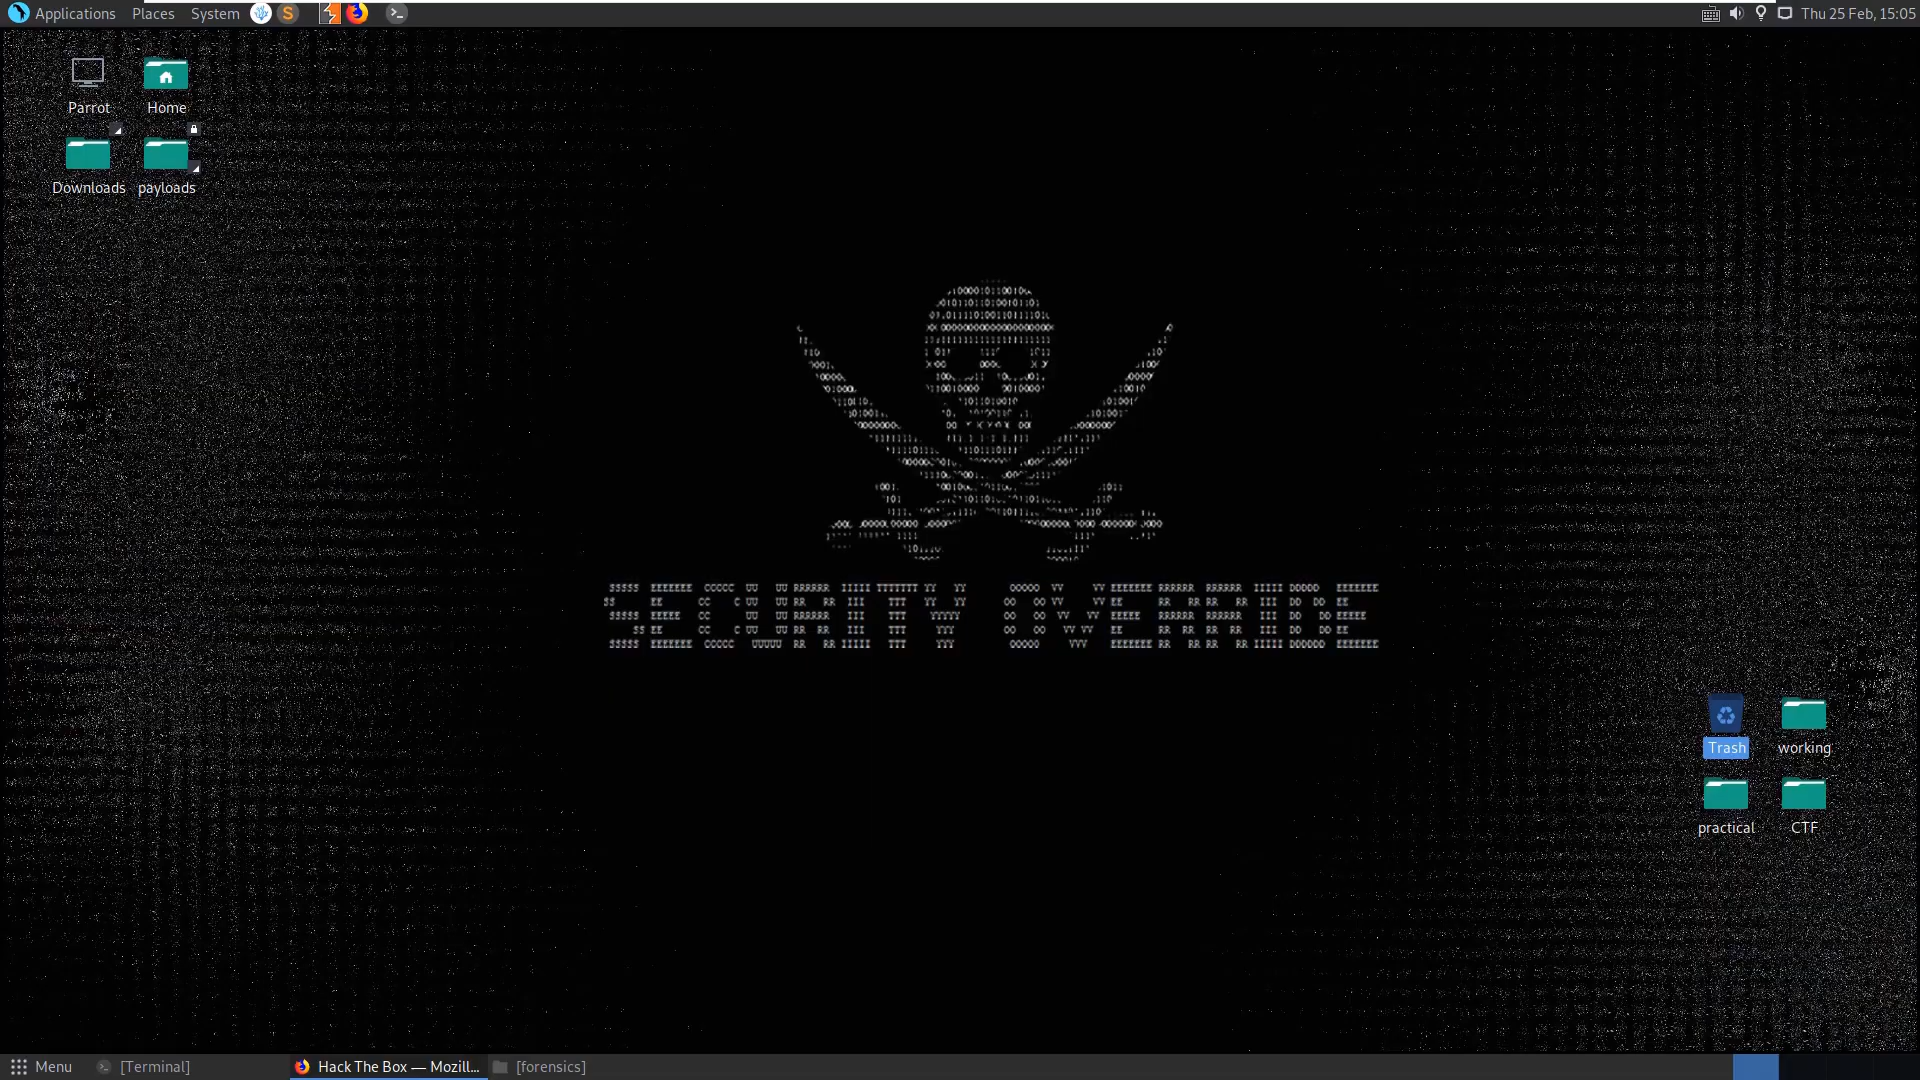 Applications Places System Thu 25 Feb, 15:05
Parrot Home
Downloads payloads
SECURITY OVERRIDE
Trash working
practical CTF
Menu [Terminal] Hack The Box — Mozill... [forensics]